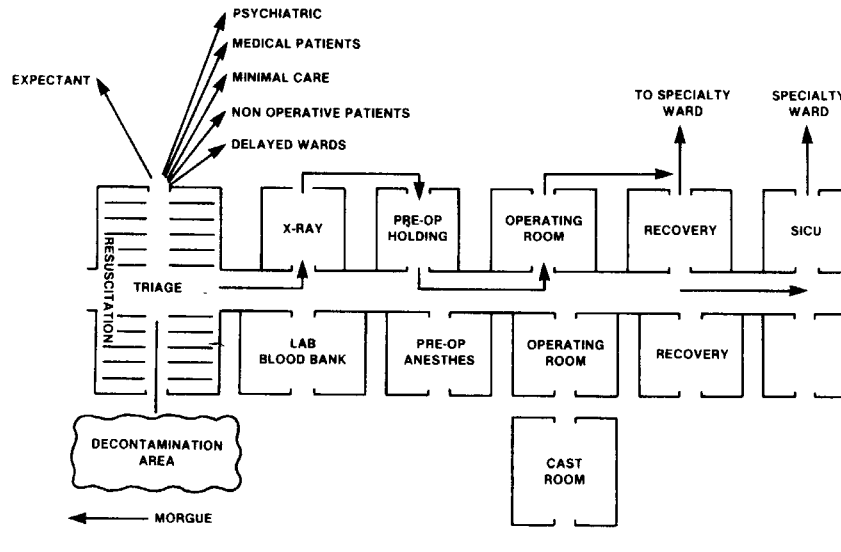 PSYCHIATRIC
MEDICAL PATIENTS
EXPECTANT
MINIMAL CARE
NON OPERATIVE PATIENTS
DELAYED WARDS
TO SPECIALTY
WARD
SPECIALTY
WARD
RESUSCITATION
TRIAGE
X-RAY
PRE-OP
HOLDING
OPERATING
ROOM
RECOVERY
SICU
LAB
BLOOD BANK
PRE-OP
ANESTHES
OPERATING
ROOM
RECOVERY
DECONTAMINATION
AREA
CAST
ROOM
MORGUE